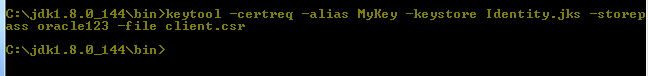 C:\jdk1.8.0_144\bin>keytool -certreq -alias MyKey -keystore Identity.jks -storep
ass oracle123 -file client.csr
C:\jdk1.8.0_144\bin>